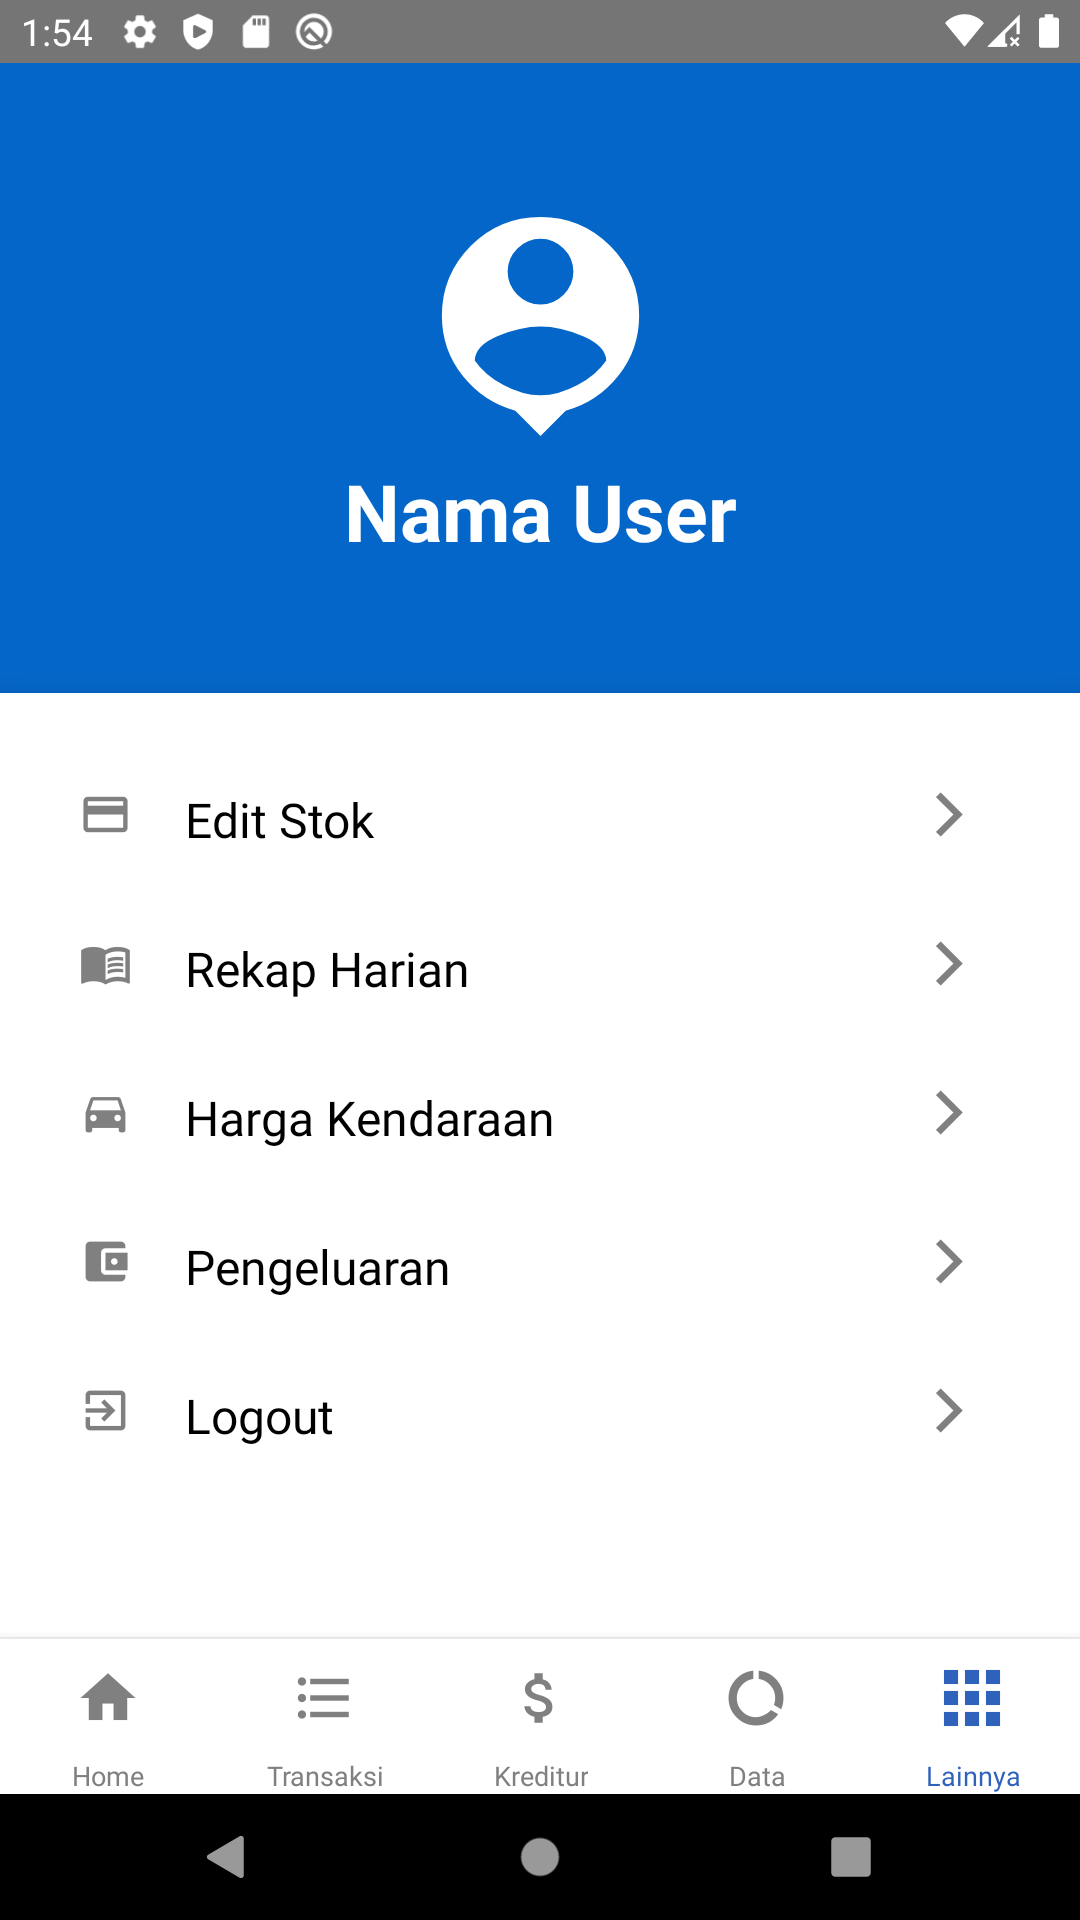 1:54
Nama User
Edit Stok
Rekap Harian
Harga Kendaraan
Pengeluaran
Logout
Home Transaksi Kreditur Data Lainnya